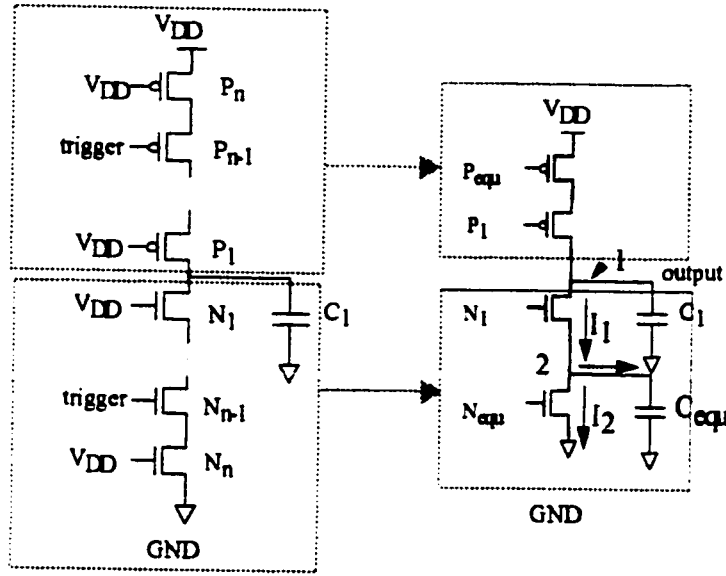 VDD
VDD Pn
trigger Pn-1
VDD P1
VDD N1 C1
trigger Nn-1
VDD Nn
GND
VDD
Pequ
P1
1 output
N1 I1 C1
2
Nequ I2 Cequ
GND